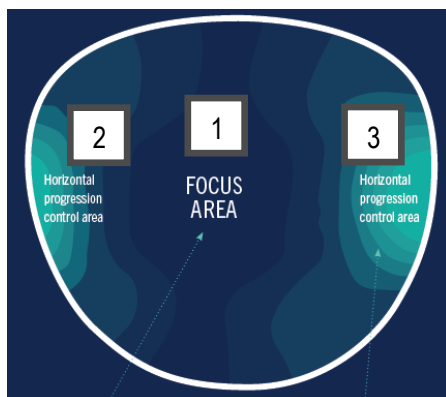 1
2
3
FOCUS
AREA
Horizontal
progression
control area
Horizontal
progression
control area